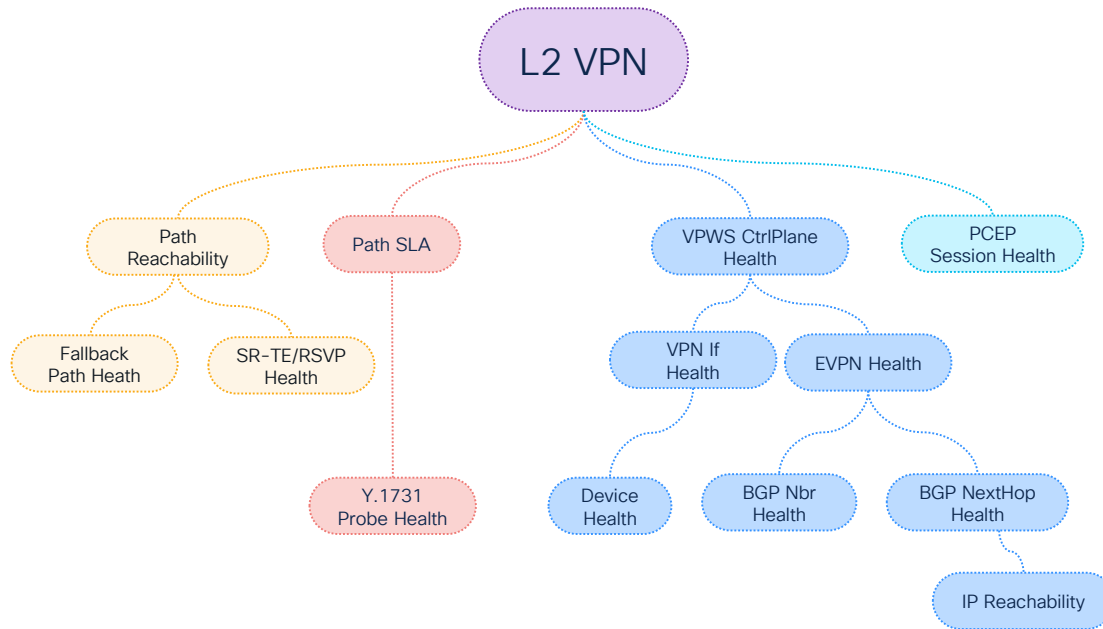 L2 VPN
Path
Reachability
Path SLA
VPWS CtrlPlane
Health
PCEP
Session Health
Fallback
Path Heath
SR-TE/RSVP
Health
VPN If
Health
EVPN Health
Y.1731
Probe Health
Device
Health
BGP Nbr
Health
BGP NextHop
Health
IP Reachability